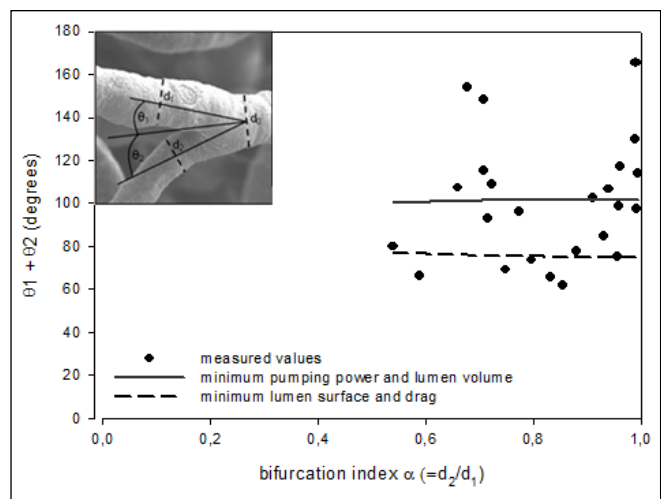 180
160
140
120
100
80
60
40
20
0
θ1 + θ2 (degrees)
d₁
d₀
θ₁
θ₂
d₂
measured values
minimum pumping power and lumen volume
minimum lumen surface and drag
0,0 0,2 0,4 0,6 0,8 1,0
bifurcation index α (=d₂/d₁)